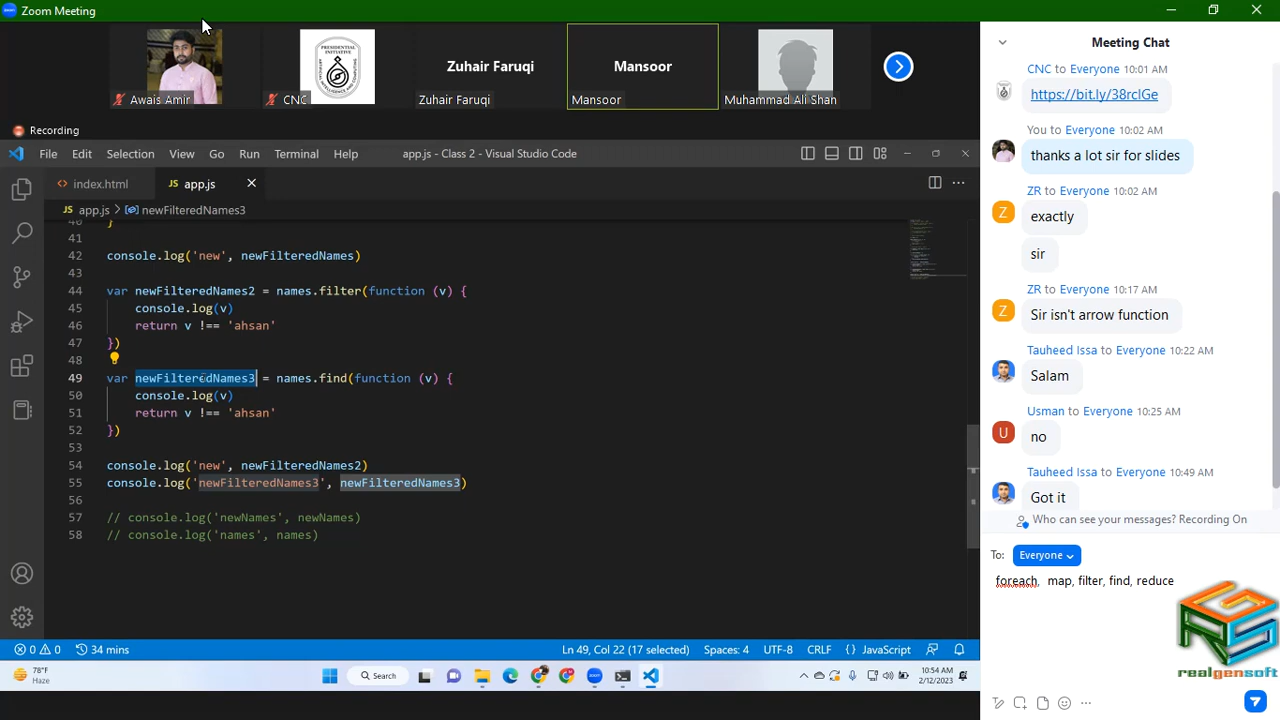 Zoom Meeting
Awais Amir
PRESIDENTIAL INITIATIVE
CNC
Zuhair Faruqi
Zuhair Faruqi
Mansoor
Mansoor
Muhammad Ali Shan
Recording
File Edit Selection View Go Run Terminal Help
app.js - Class 2 - Visual Studio Code
index.html
JS app.js
JS app.js > newFilteredNames3
40 }
41
42 console.log('new', newFilteredNames)
43
44 var newFilteredNames2 = names.filter(function (v) {
45 console.log(v)
46 return v !== 'ahsan'
47 })
48
49 var newFilteredNames3 = names.find(function (v) {
50 console.log(v)
51 return v !== 'ahsan'
52 })
53
54 console.log('new', newFilteredNames2)
55 console.log('newFilteredNames3', newFilteredNames3)
56
57 // console.log('newNames', newNames)
58 // console.log('names', names)
0 0 34 mins
Ln 49, Col 22 (17 selected) Spaces: 4 UTF-8 CRLF {} JavaScript
78°F
Haze
Search
10:54 AM
2/12/2023
Meeting Chat
CNC to Everyone 10:01 AM
https://bit.ly/38rclGe
You to Everyone 10:02 AM
thanks a lot sir for slides
ZR to Everyone 10:02 AM
Z
exactly
sir
ZR to Everyone 10:17 AM
Z
Sir isn't arrow function
Tauheed Issa to Everyone 10:22 AM
Salam
Usman to Everyone 10:25 AM
U
no
Tauheed Issa to Everyone 10:49 AM
Got it
Who can see your messages? Recording On
To: Everyone
foreach, map, filter, find, reduce
realgensoft